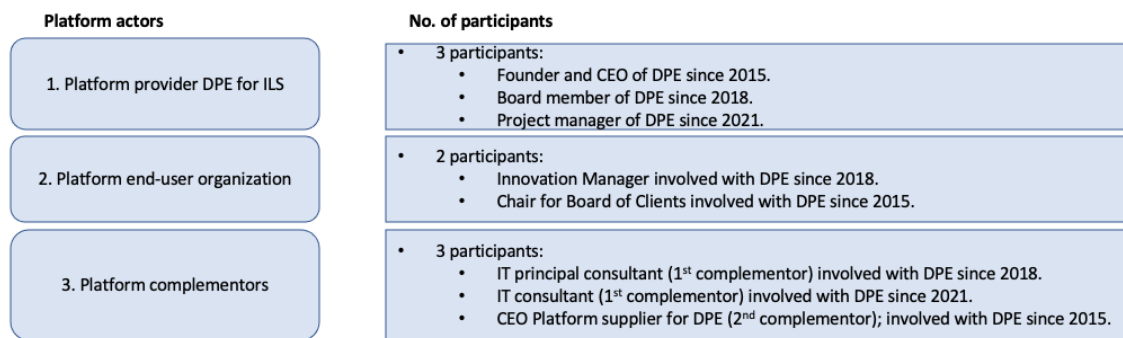 Platform actors
No. of participants
1. Platform provider DPE for ILS
• 3 participants:
• Founder and CEO of DPE since 2015.
• Board member of DPE since 2018.
• Project manager of DPE since 2021.
2. Platform end-user organization
• 2 participants:
• Innovation Manager involved with DPE since 2018.
• Chair for Board of Clients involved with DPE since 2015.
3. Platform complementors
• 3 participants:
• IT principal consultant (1st complementor) involved with DPE since 2018.
• IT consultant (1st complementor) involved with DPE since 2021.
• CEO Platform supplier for DPE (2nd complementor); involved with DPE since 2015.